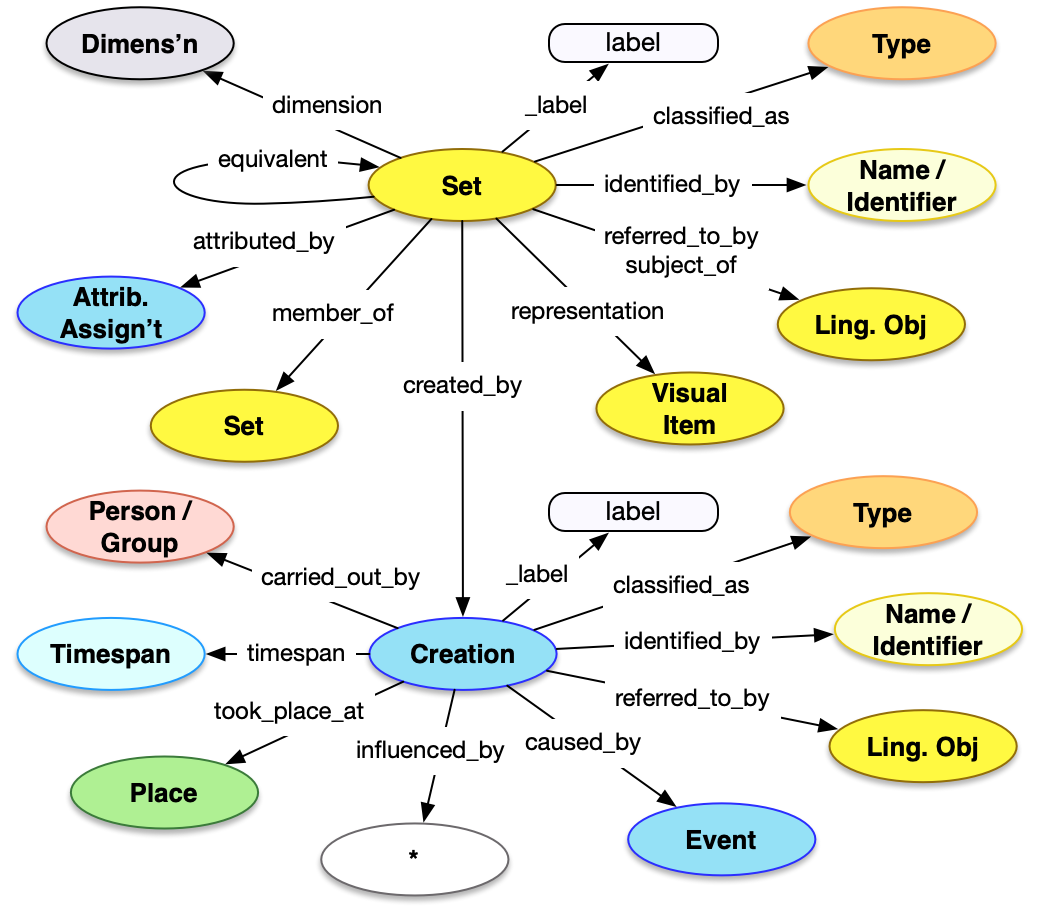 Dimens’n
label
Type
dimension
_label
classified_as
equivalent
Set
identified_by
Name /
Identifier
attributed_by
referred_to_by
subject_of
Attrib.
Assign’t
member_of
representation
Ling. Obj
created_by
Set
Visual
Item
Person /
Group
label
Type
carried_out_by
_label
classified_as
Timespan
timespan
Creation
identified_by
Name /
Identifier
took_place_at
referred_to_by
influenced_by
caused_by
Ling. Obj
Place
*
Event